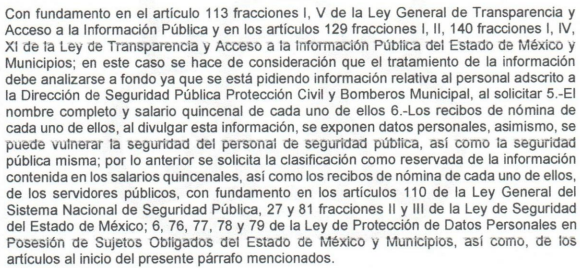 Con fundamento en el artículo 113 fracciones I, V de la Ley General de Transparencia y
Acceso a la Información Pública y en los artículos 129 fracciones I, II, 140 fracciones I, IV,
XI de la Ley de Transparencia y Acceso a la Información Pública del Estado de México y
Municipios; en este caso se hace de consideración que el tratamiento de la información
debe analizarse a fondo ya que se está pidiendo información relativa al personal adscrito a
la Dirección de Seguridad Pública Protección Civil y Bomberos Municipal, al solicitar 5.-El
nombre completo y salario quincenal de cada uno de ellos 6.-Los recibos de nómina de
cada uno de ellos, al divulgar esta información, se exponen datos personales, asimismo, se
puede vulnerar la seguridad del personal de seguridad pública, así como la seguridad
pública misma; por lo anterior se solicita la clasificación como reservada de la información
contenida en los salarios quincenales, así como los recibos de nómina de cada uno de ellos,
de los servidores públicos, con fundamento en los artículos 110 de la Ley General del
Sistema Nacional de Seguridad Pública, 27 y 81 fracciones II y III de la Ley de Seguridad
del Estado de México; 6, 76, 77, 78 y 79 de la Ley de Protección de Datos Personales en
Posesión de Sujetos Obligados del Estado de México y Municipios, así como, de los
artículos al inicio del presente párrafo mencionados.